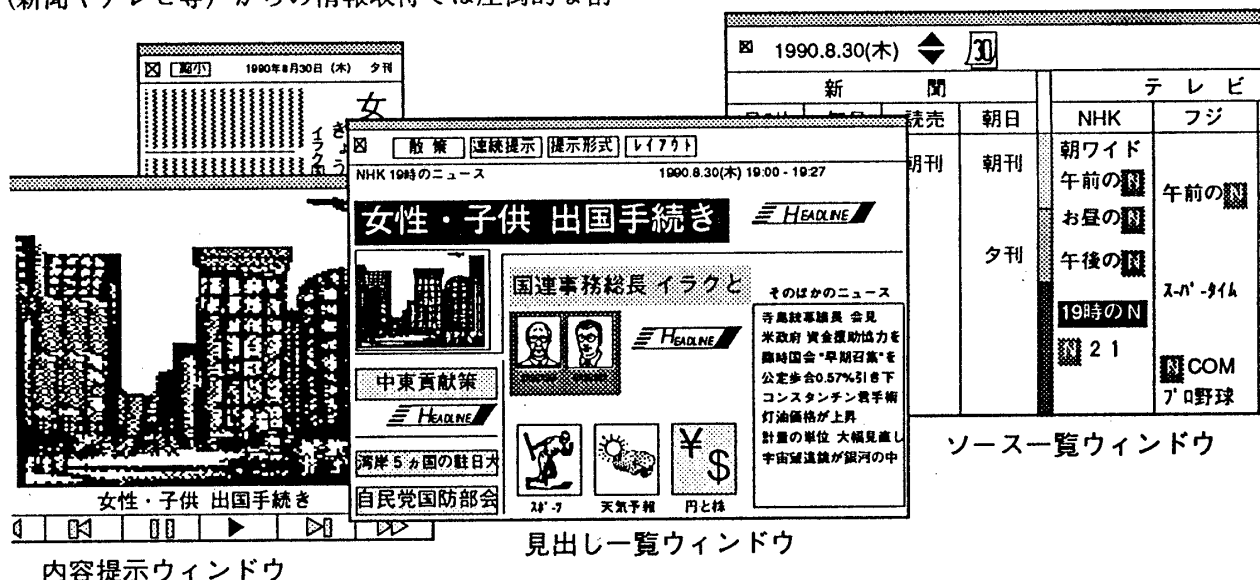 (新聞やテレビ等)からの情報取得では圧倒的な割
縮小 1990年8月30日(木) 夕刊
女
きょう
イラク
女性・子供 出国手続き
内容提示ウィンドウ
散策 連続提示 提示形式 レイアウト
NHK 19時のニュース 1990.8.30(木) 19:00 - 19:27
女性・子供 出国手続き HEADLINE
国連事務総長 イラクと
HEADLINE
中東貢献策
HEADLINE
湾岸5ヵ国の駐日大
自民党国防部会
スポーツ 天気予報 円と株
¥ $
そのほかのニュース
寺島統幕議長 会見
米政府 資金援助協力を
臨時国会"早期召集"を
公定歩合0.57%引き下
コンスタンチン君手術
灯油価格が上昇
計量の単位 大幅見直し
宇宙望遠鏡が銀河の中
見出し一覧ウィンドウ
1990.8.30(木) 30
新聞 テレビ
読売 朝日 NHK フジ
朝刊 朝刊 朝ワイド
午前のN 午前のN
お昼のN
夕刊 午後のN
スーパータイム
19時のN
N21
N COM
プロ野球
ソース一覧ウィンドウ